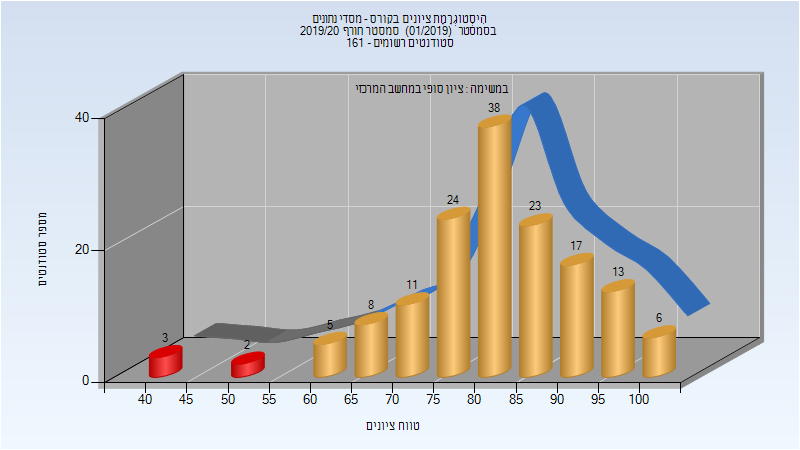 היסטוגרמת ציונים בקורס - מסדי נתונים
בסמסטר (01/2019) סמסטר חורף 2019/20
סטודנטים רשומים - 161
במשימה : ציון סופי במחשב המרכזי
מספר סטודנטים
40
20
0
3
2
5
8
11
24
38
23
17
13
6
40 45 50 55 60 65 70 75 80 85 90 95 100
טווח ציונים